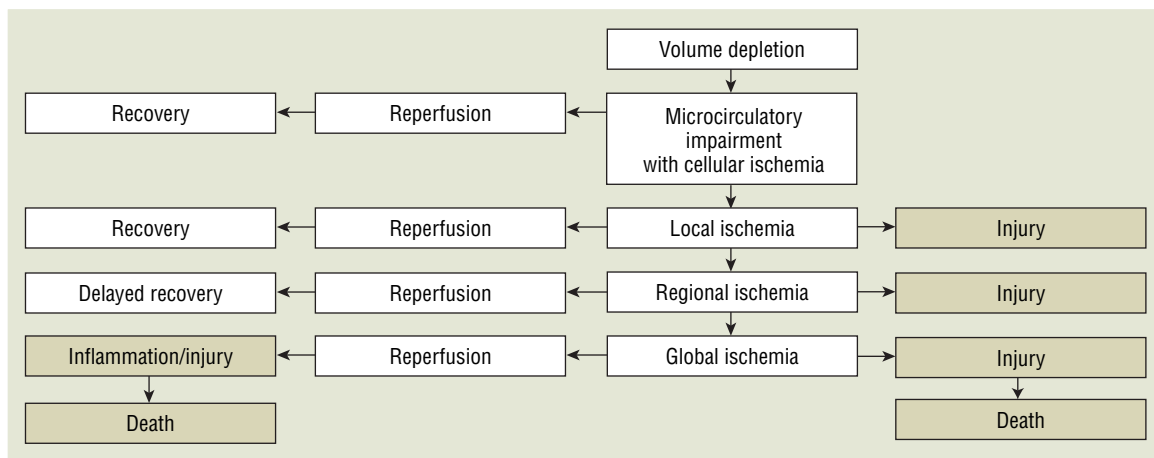 Volume depletion
Recovery
Reperfusion
Microcirculatory
impairment
with cellular ischemia
Recovery
Reperfusion
Local ischemia
Injury
Delayed recovery
Reperfusion
Regional ischemia
Injury
Inflammation/injury
Reperfusion
Global ischemia
Injury
Death
Death